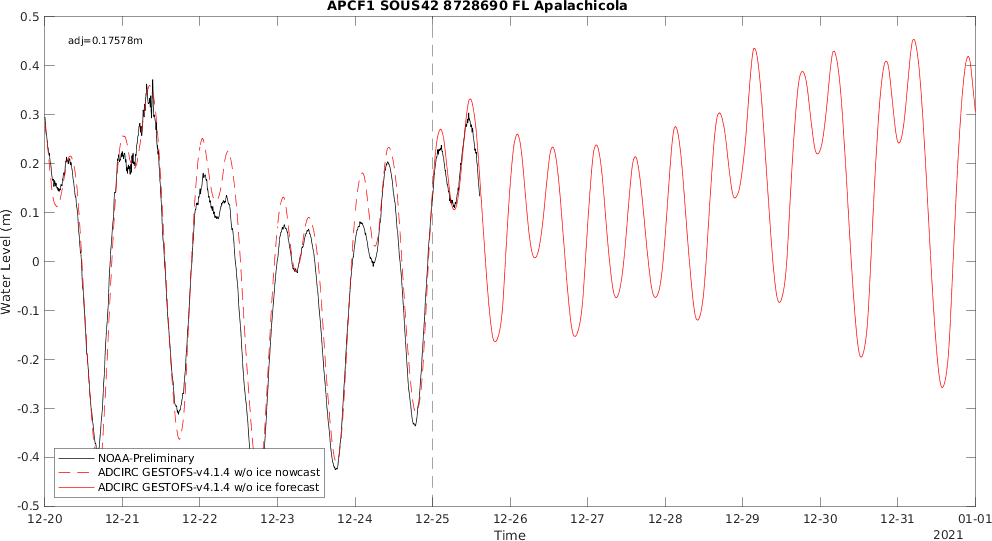 APCF1 SOUS42 8728690 FL Apalachicola
adj=0.17578m
0.5
0.4
0.3
0.2
0.1
0
-0.1
-0.2
-0.3
-0.4
-0.5
Water Level (m)
NOAA-Preliminary
ADCIRC GESTOFS-v4.1.4 w/o ice nowcast
ADCIRC GESTOFS-v4.1.4 w/o ice forecast
12-20 12-21 12-22 12-23 12-24 12-25 12-26 12-27 12-28 12-29 12-30 12-31 01-01
Time
2021